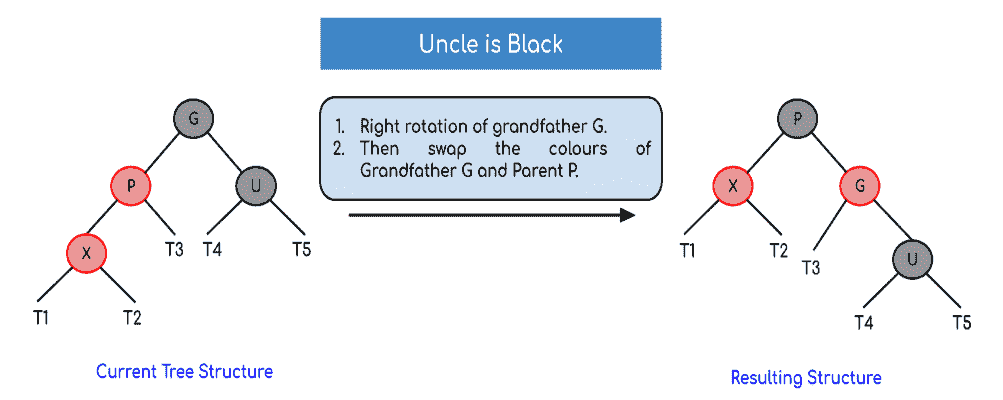 Uncle is Black
1. Right rotation of grandfather G.
2. Then swap the colours of
Grandfather G and Parent P.
G
P
U
X
T3
T4
T5
T1
T2
Current Tree Structure
P
X
G
T1
T2
T3
U
T4
T5
Resulting Structure